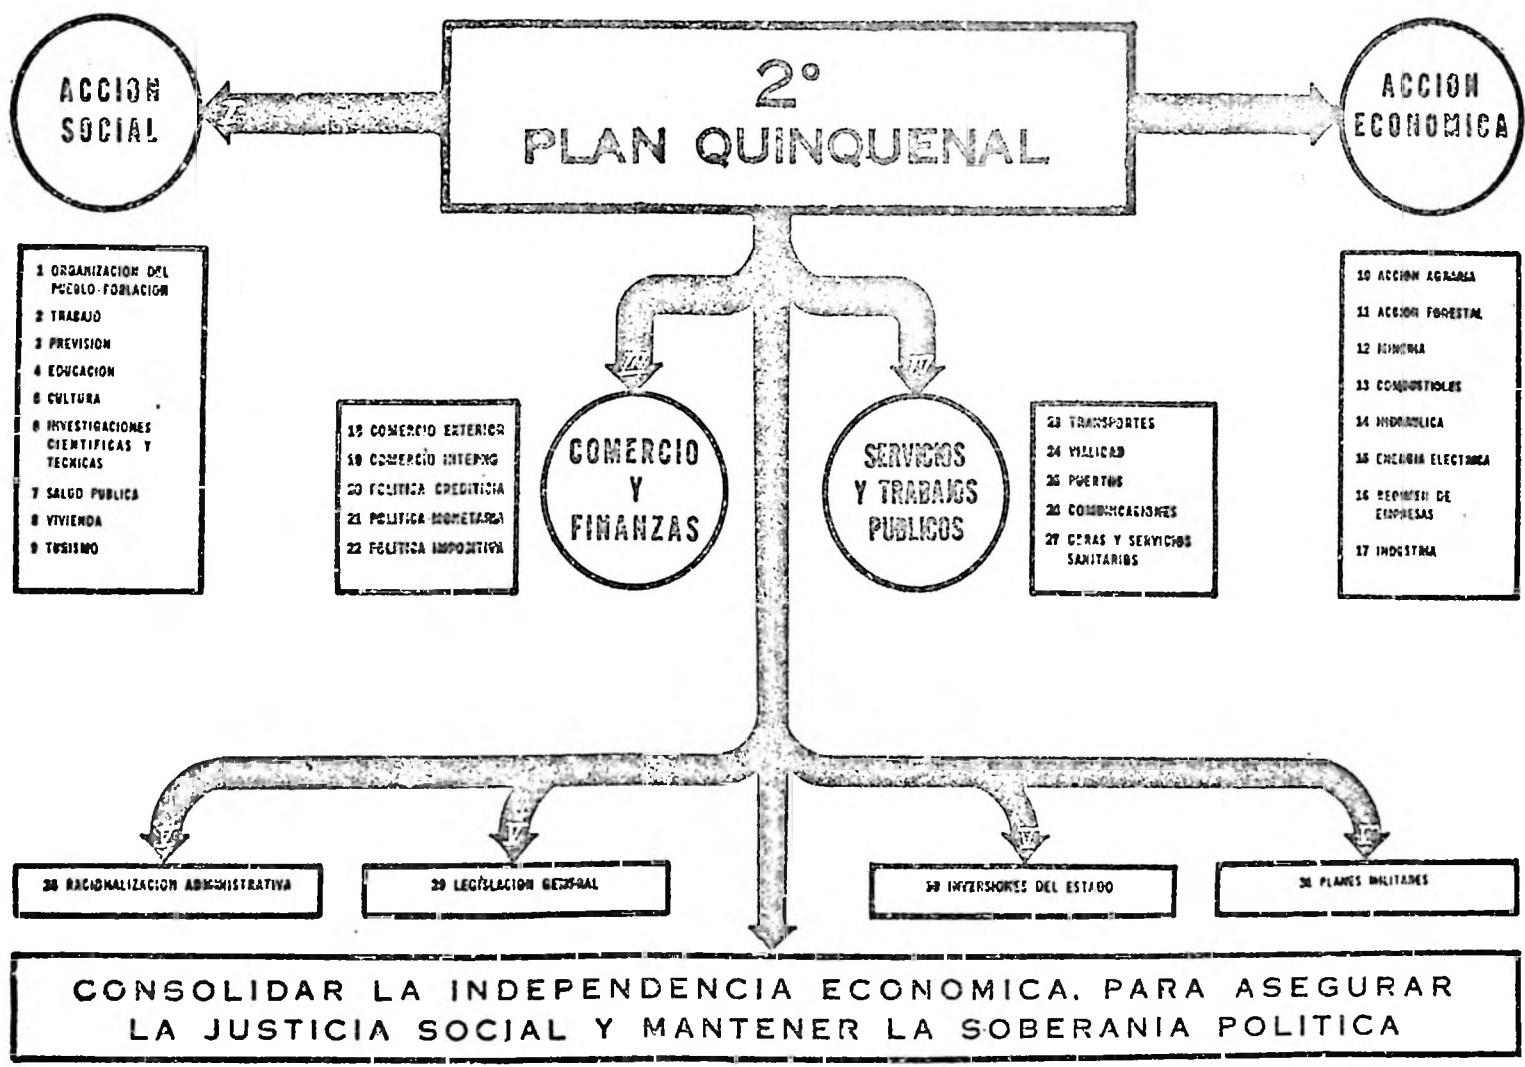 2°
PLAN QUINQUENAL
ACCION
SOCIAL
ACCION
ECONOMICA
1 ORGANIZACION DEL
PUEBLO-POBLACION
2 TRABAJO
3 PREVISION
4 EDUCACION
5 CULTURA
6 INVESTIGACIONES
CIENTIFICAS Y
TECNICAS
7 SALUD PUBLICA
8 VIVIENDA
9 TURISMO
18 COMERCIO EXTERIOR
19 COMERCIO INTERNO
20 POLITICA CREDITICIA
21 POLITICA MONETARIA
22 POLITICA IMPOSITIVA
COMERCIO
Y
FINANZAS
SERVICIOS
Y TRABAJOS
PUBLICOS
23 TRANSPORTES
24 VIALIDAD
25 PUERTOS
26 COMUNICACIONES
27 OBRAS Y SERVICIOS
SANITARIOS
10 ACCION AGRARIA
11 ACCION FORESTAL
12 MINERIA
13 COMBUSTIBLES
14 HIDRAULICA
15 ENERGIA ELECTRICA
16 REGIMEN DE
EMPRESAS
17 INDUSTRIA
28 RACIONALIZACION ADMINISTRATIVA
29 LEGISLACION GENERAL
INVERSIONES DEL ESTADO
PLANES MILITARES
CONSOLIDAR LA INDEPENDENCIA ECONOMICA, PARA ASEGURAR
LA JUSTICIA SOCIAL Y MANTENER LA SOBERANIA POLITICA